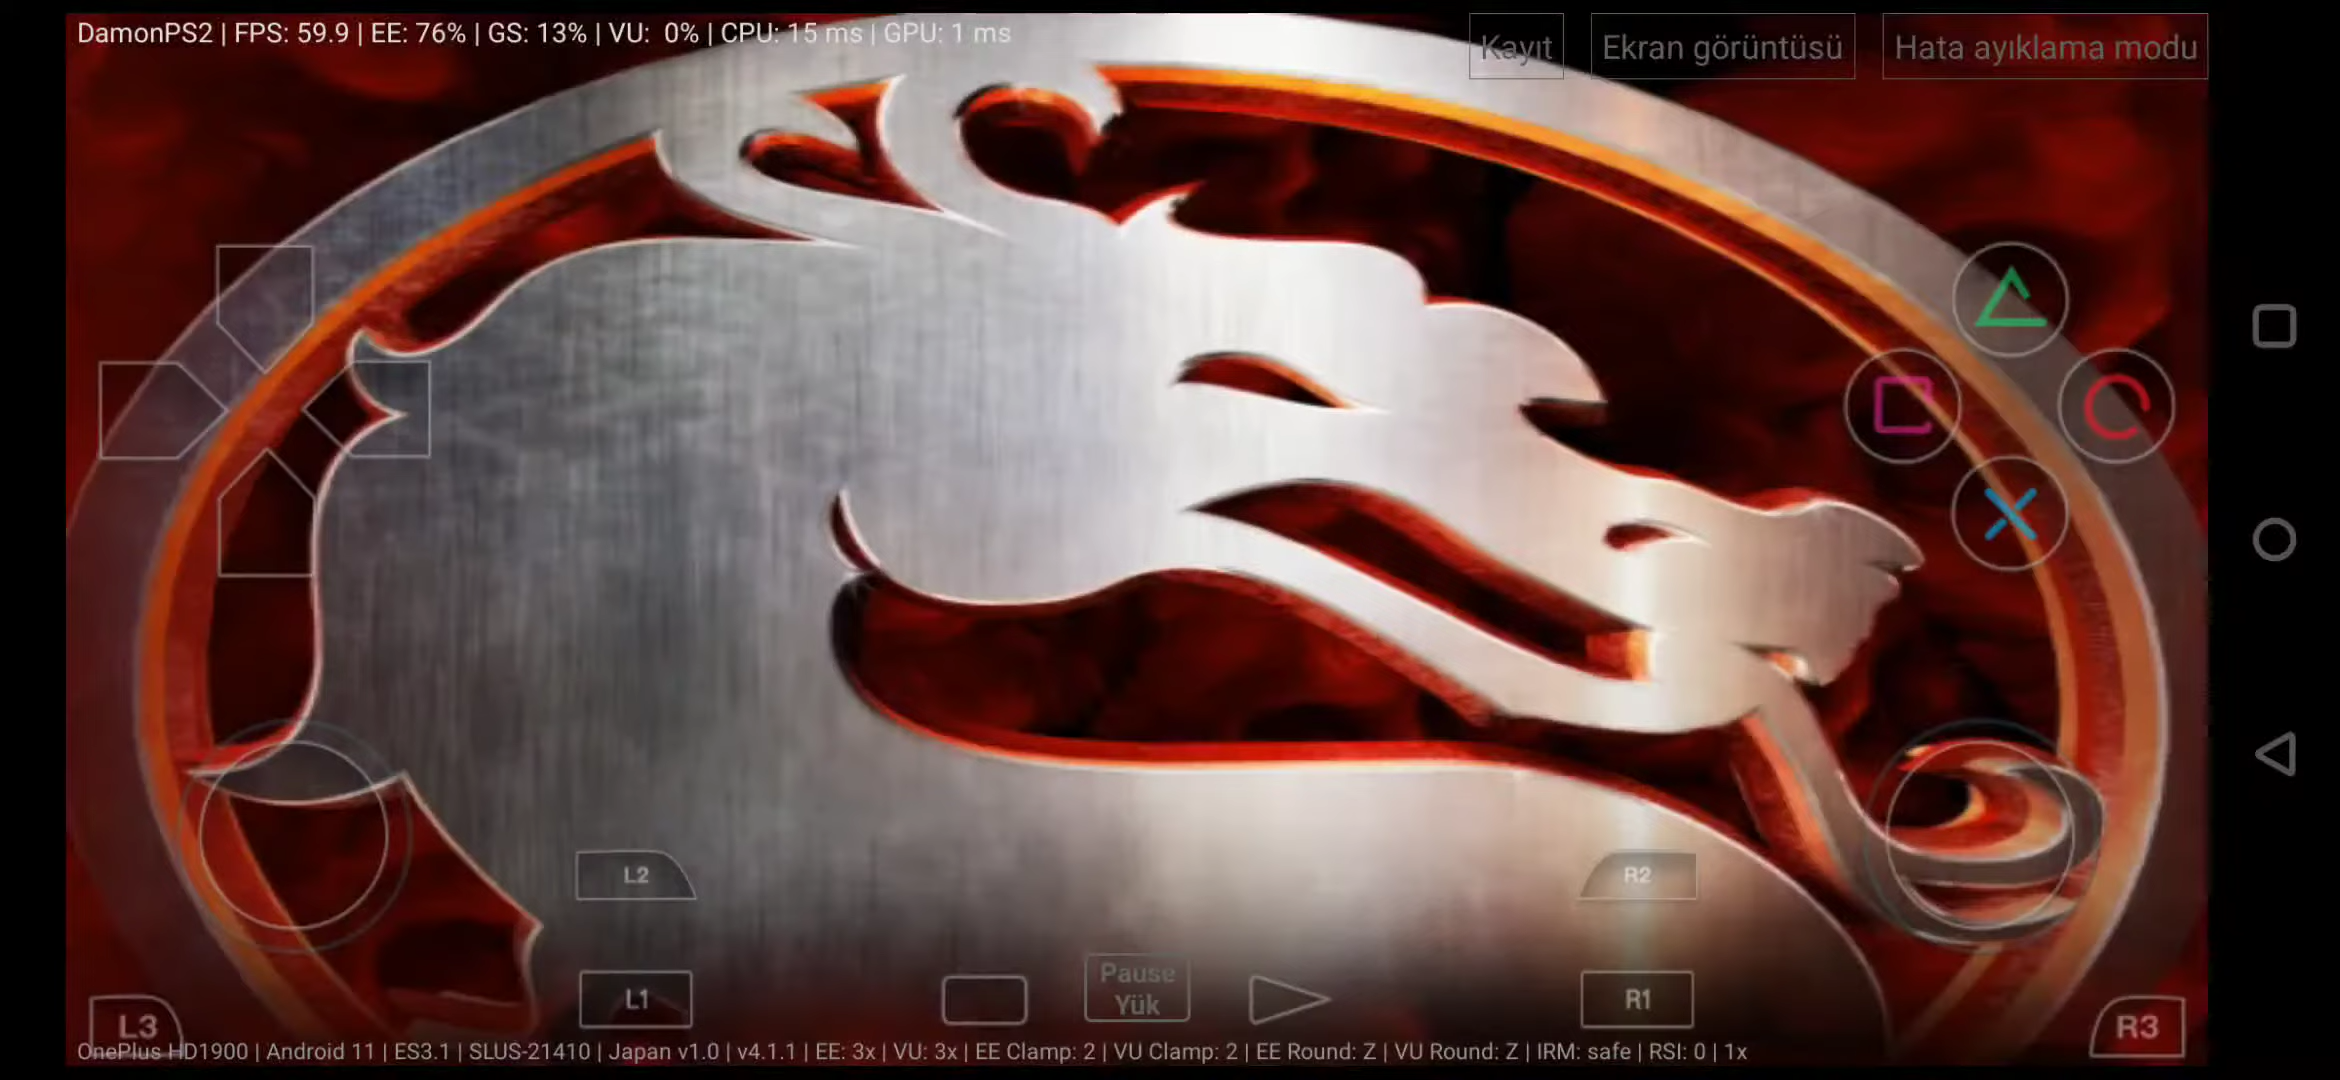 DamonPS2 | FPS: 59.9 | EE: 76% | GS: 13% | VU: 0% | CPU: 15 ms | GPU: 1 ms
Kayıt
Ekran görüntüsü
Hata ayıklama modu
L2
R2
L1
Pause
Yük
R1
L3
R3
OnePlus HD1900 | Android 11 | ES3.1 | SLUS-21410 | Japan v1.0 | v4.1.1 | EE: 3x | VU: 3x | EE Clamp: 2 | VU Clamp: 2 | EE Round: Z | VU Round: Z | IRM: safe | RSI: 0 | 1x